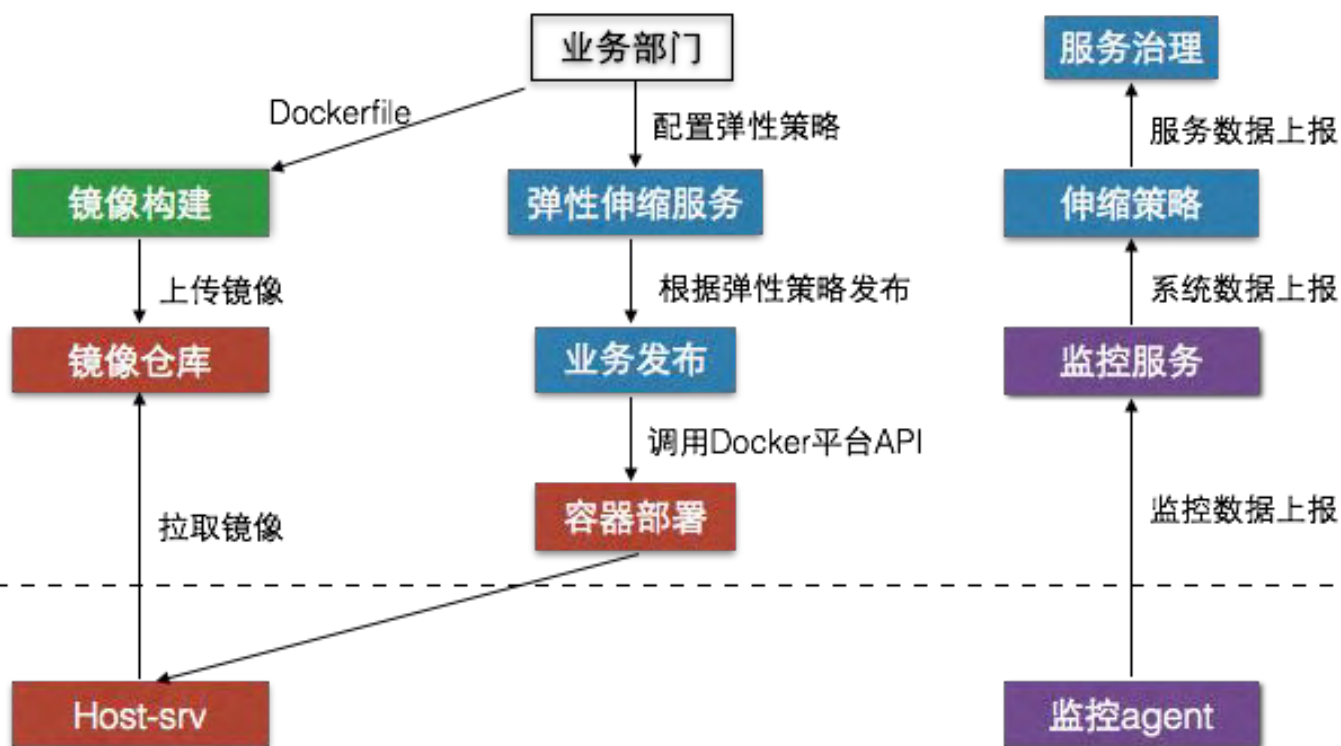 业务部门
服务治理
Dockerfile
配置弹性策略
服务数据上报
镜像构建
弹性伸缩服务
伸缩策略
上传镜像
根据弹性策略发布
系统数据上报
镜像仓库
业务发布
监控服务
调用Docker平台API
容器部署
拉取镜像
监控数据上报
Host-srv
监控agent